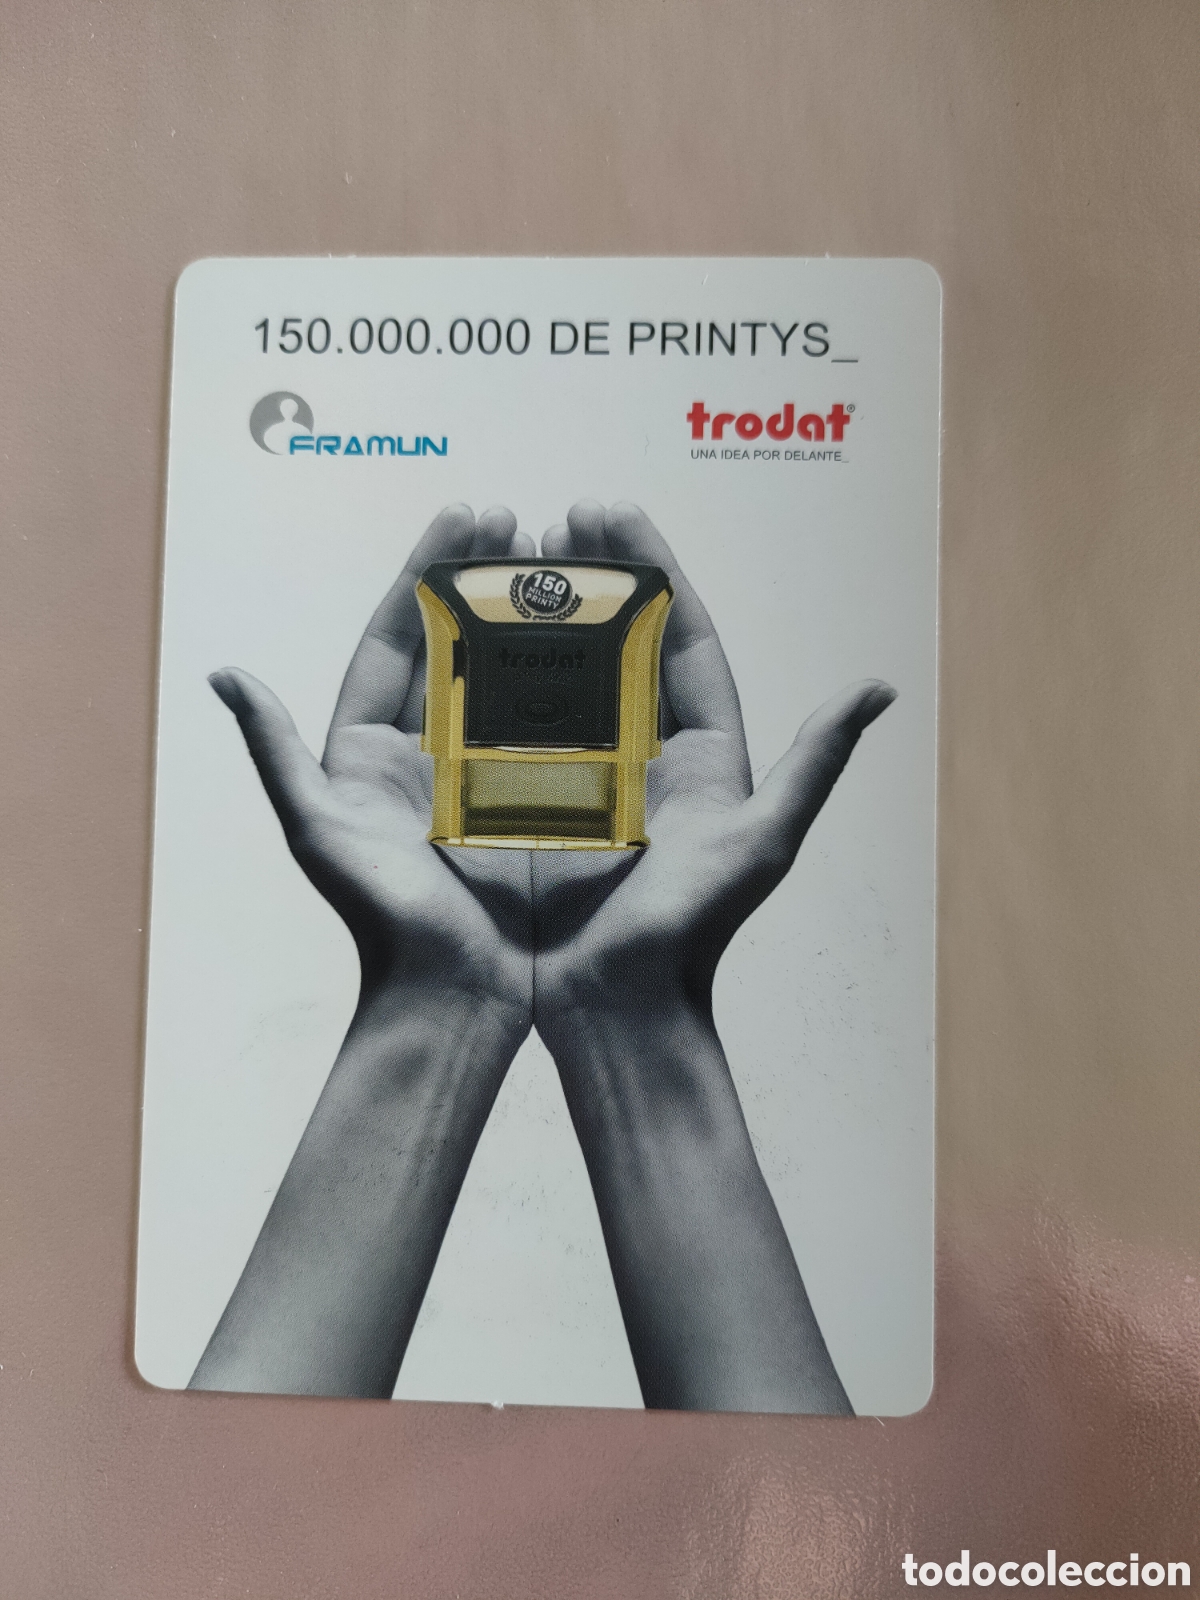 150.000.000 DE PRINTYS_
FRAMUN
trodat®
UNA IDEA POR DELANTE_
150
MILLION
PRINTY
trodat
todocoleccion